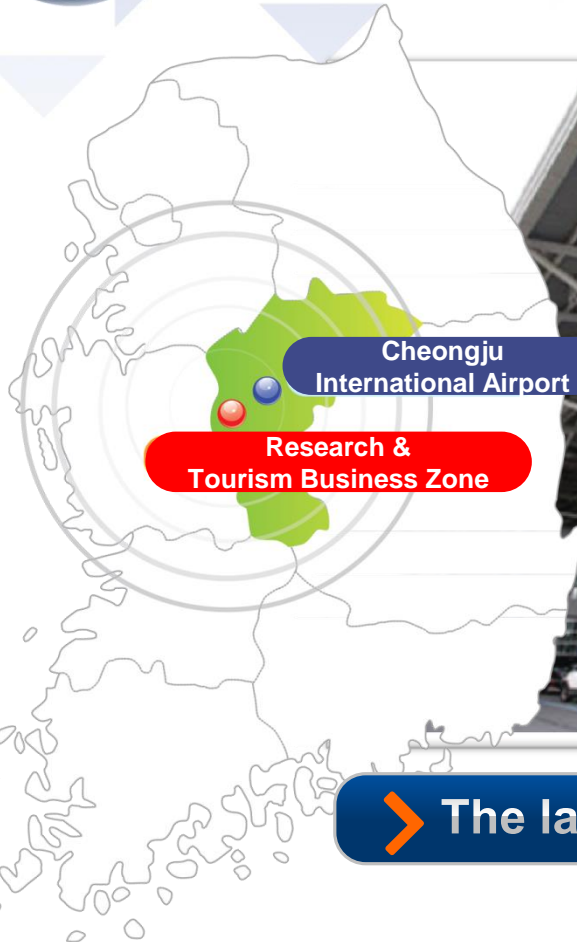 Cheongju
International Airport
Research &
Tourism Business Zone
The la